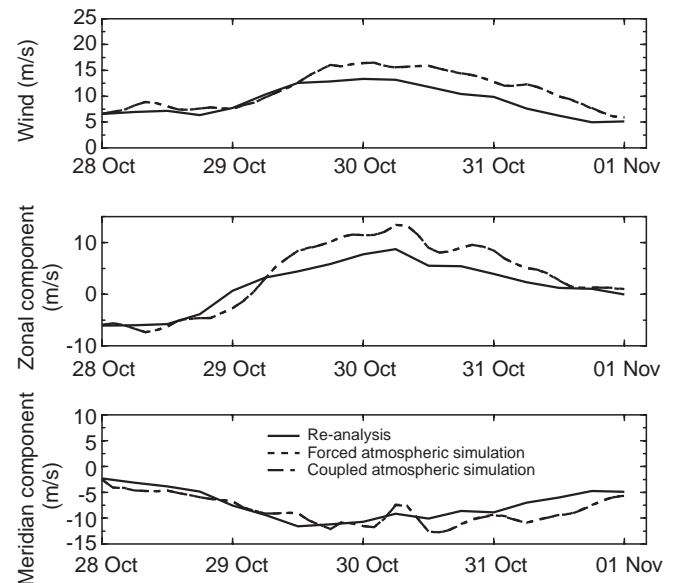 Wind (m/s)
25
20
15
10
5
0
28 Oct 29 Oct 30 Oct 31 Oct 01 Nov
Zonal component
(m/s)
10
0
-10
28 Oct 29 Oct 30 Oct 31 Oct 01 Nov
Meridian component
(m/s)
10
5
0
-5
-10
-15
Re-analysis
Forced atmospheric simulation
Coupled atmospheric simulation
28 Oct 29 Oct 30 Oct 31 Oct 01 Nov